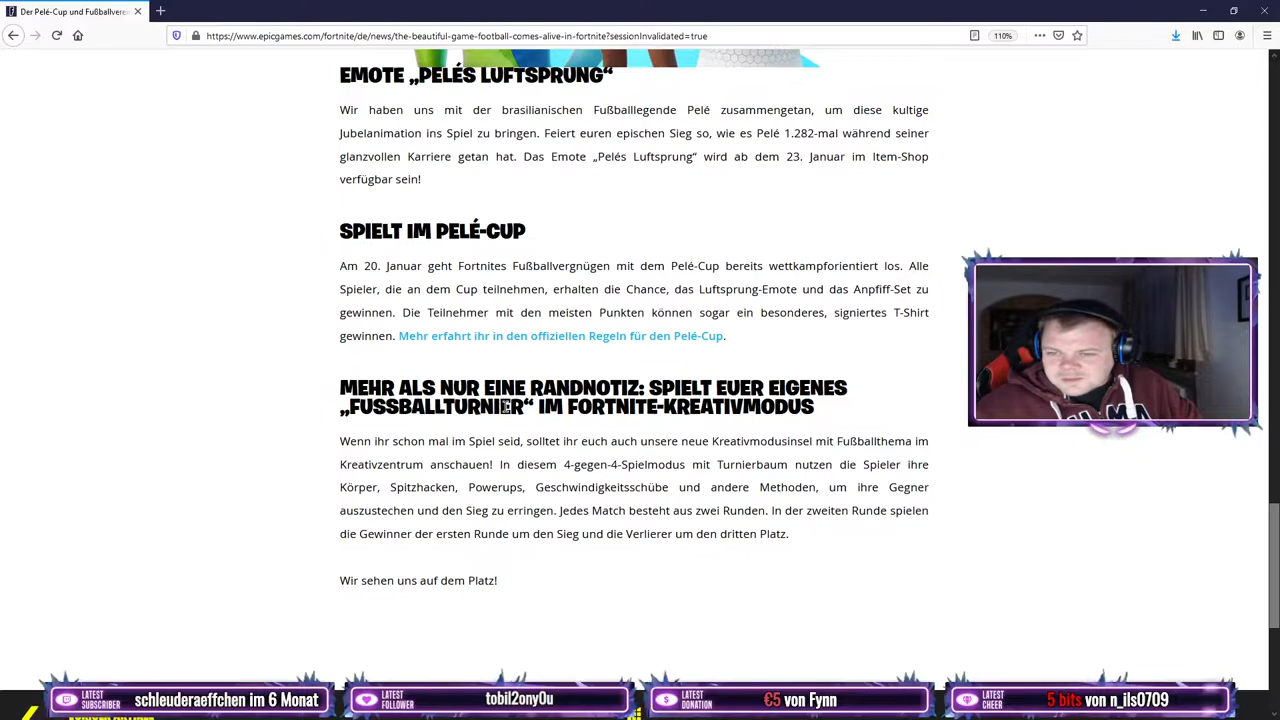 Der Pelé-Cup und Fußballverein
https://www.epicgames.com/fortnite/de/news/the-beautiful-game-football-comes-alive-in-fortnite?sessionInvalidated=true
110%
EMOTE „PELÉS LUFTSPRUNG“
Wir haben uns mit der brasilianischen Fußballlegende Pelé zusammengetan, um diese kultige
Jubelanimation ins Spiel zu bringen. Feiert euren epischen Sieg so, wie es Pelé 1.282-mal während seiner
glanzvollen Karriere getan hat. Das Emote „Pelés Luftsprung“ wird ab dem 23. Januar im Item-Shop
verfügbar sein!
SPIELT IM PELÉ-CUP
Am 20. Januar geht Fortnites Fußballvergnügen mit dem Pelé-Cup bereits wettkampforientiert los. Alle
Spieler, die an dem Cup teilnehmen, erhalten die Chance, das Luftsprung-Emote und das Anpfiff-Set zu
gewinnen. Die Teilnehmer mit den meisten Punkten können sogar ein besonderes, signiertes T-Shirt
gewinnen. Mehr erfahrt ihr in den offiziellen Regeln für den Pelé-Cup.
MEHR ALS NUR EINE RANDNOTIZ: SPIELT EUER EIGENES
„FUSSBALLTURNIER“ IM FORTNITE-KREATIVMODUS
Wenn ihr schon mal im Spiel seid, solltet ihr euch auch unsere neue Kreativmodusinsel mit Fußballthema im
Kreativzentrum anschauen! In diesem 4-gegen-4-Spielmodus mit Turnierbaum nutzen die Spieler ihre
Körper, Spitzhacken, Powerups, Geschwindigkeitsschübe und andere Methoden, um ihre Gegner
auszustechen und den Sieg zu erringen. Jedes Match besteht aus zwei Runden. In der zweiten Runde spielen
die Gewinner der ersten Runde um den Sieg und die Verlierer um den dritten Platz.
Wir sehen uns auf dem Platz!
LATEST SUBSCRIBER schleuderaeffchen im 6 Monat
LATEST FOLLOWER tobil2ony0u
LATEST DONATION €5 von Fynn
LATEST CHEER 5 bits von n_ils0709